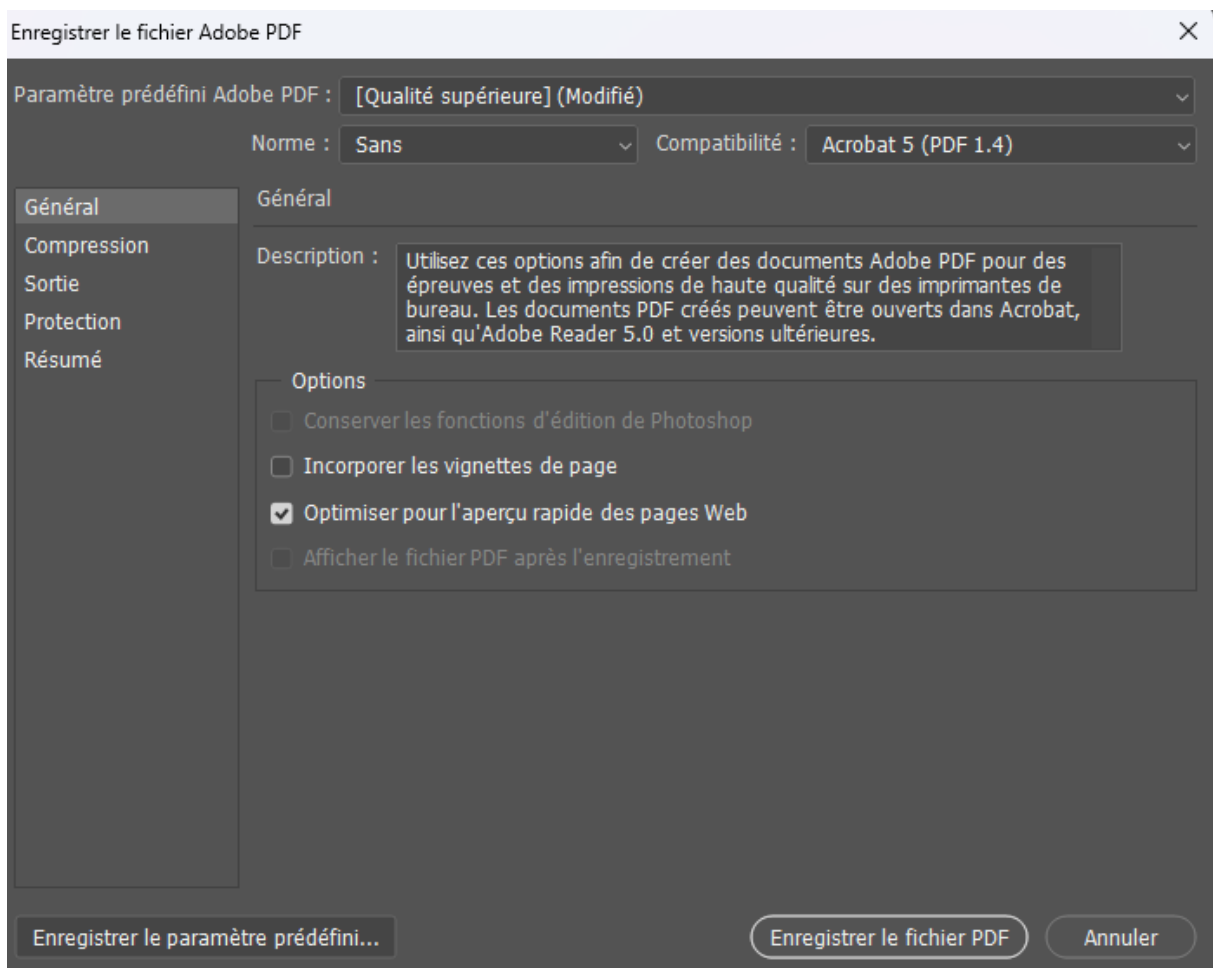 Enregistrer le fichier Adobe PDF
Paramètre prédéfini Adobe PDF : [Qualité supérieure] (Modifié)
Norme : Sans Compatibilité : Acrobat 5 (PDF 1.4)
Général
Compression
Sortie
Protection
Résumé
Général
Description : Utilisez ces options afin de créer des documents Adobe PDF pour des
épreuves et des impressions de haute qualité sur des imprimantes de
bureau. Les documents PDF créés peuvent être ouverts dans Acrobat,
ainsi qu'Adobe Reader 5.0 et versions ultérieures.
Options
Conserver les fonctions d'édition de Photoshop
Incorporer les vignettes de page
Optimiser pour l'aperçu rapide des pages Web
Afficher le fichier PDF après l'enregistrement
Enregistrer le paramètre prédéfini... Enregistrer le fichier PDF Annuler